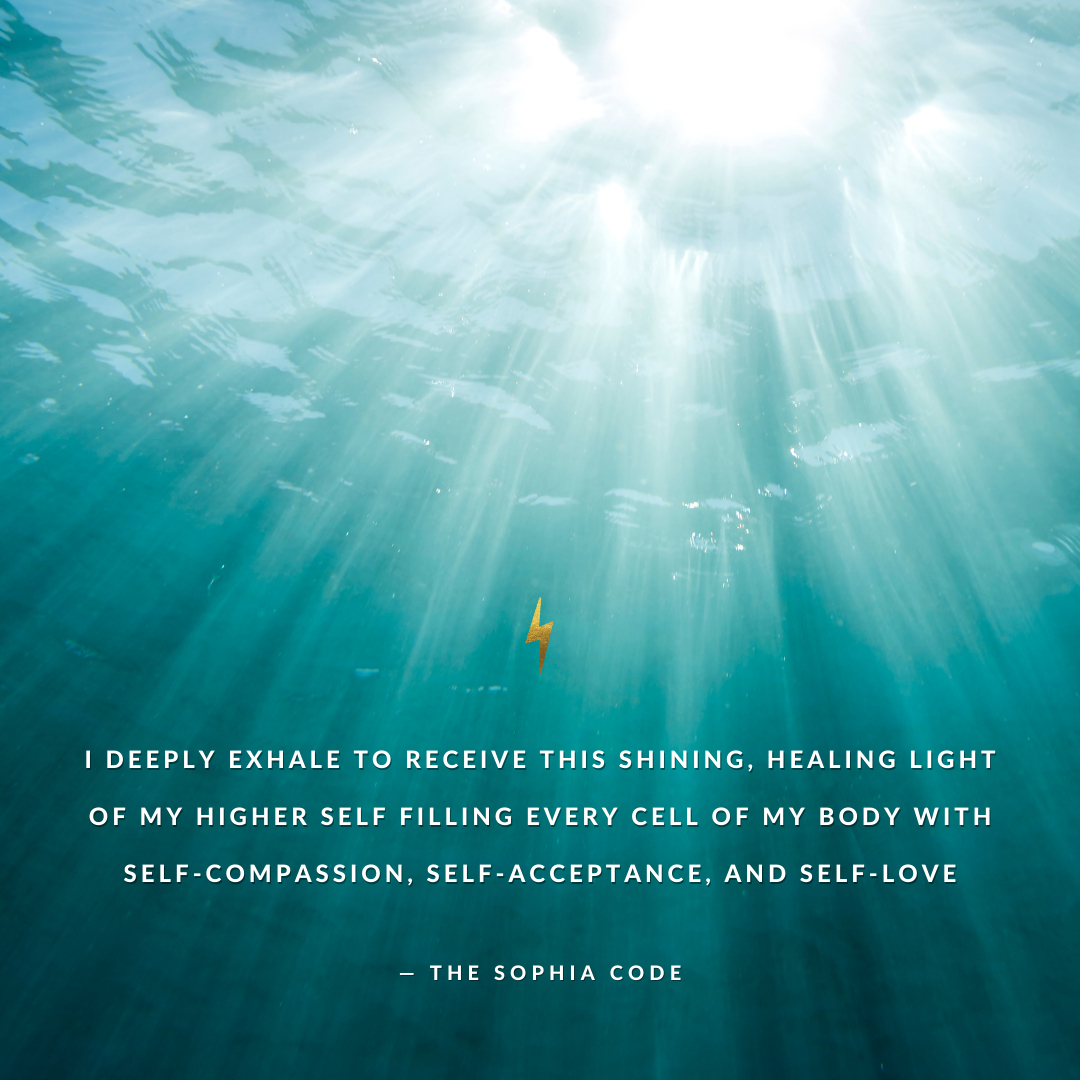 I DEEPLY EXHALE TO RECEIVE THIS SHINING, HEALING LIGHT
OF MY HIGHER SELF FILLING EVERY CELL OF MY BODY WITH
SELF-COMPASSION, SELF-ACCEPTANCE, AND SELF-LOVE
— THE SOPHIA CODE